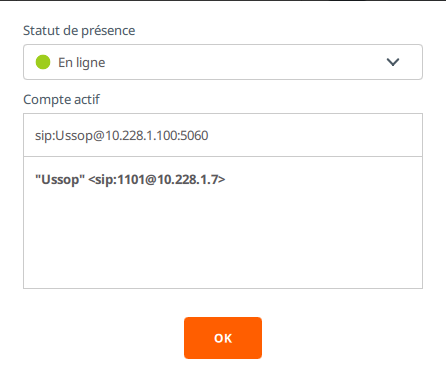 Statut de présence
En ligne
Compte actif
sip:Ussop@10.228.1.100:5060
"Ussop" <sip:1101@10.228.1.7>
OK